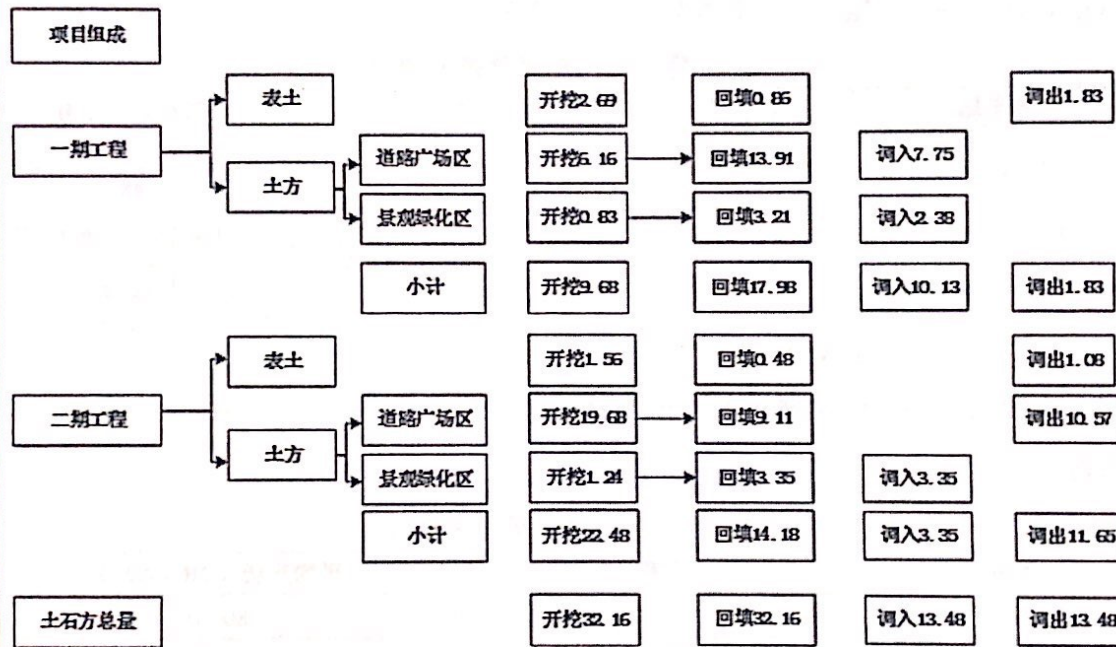 项目组成
表土 开挖2.69 回填0.86 调出1.83
一期工程
道路广场区 开挖6.16 回填13.91 调入7.75
土方
景观绿化区 开挖0.83 回填3.21 调入2.38
小计 开挖9.68 回填17.98 调入10.13 调出1.83
表土 开挖1.56 回填0.48 调出1.08
二期工程 道路广场区 开挖19.68 回填9.11 调出10.57
土方
景观绿化区 开挖1.24 回填3.35 调入3.35
小计 开挖22.48 回填14.18 调入3.35 调出11.65
土石方总量 开挖32.16 回填32.16 调入13.48 调出13.48